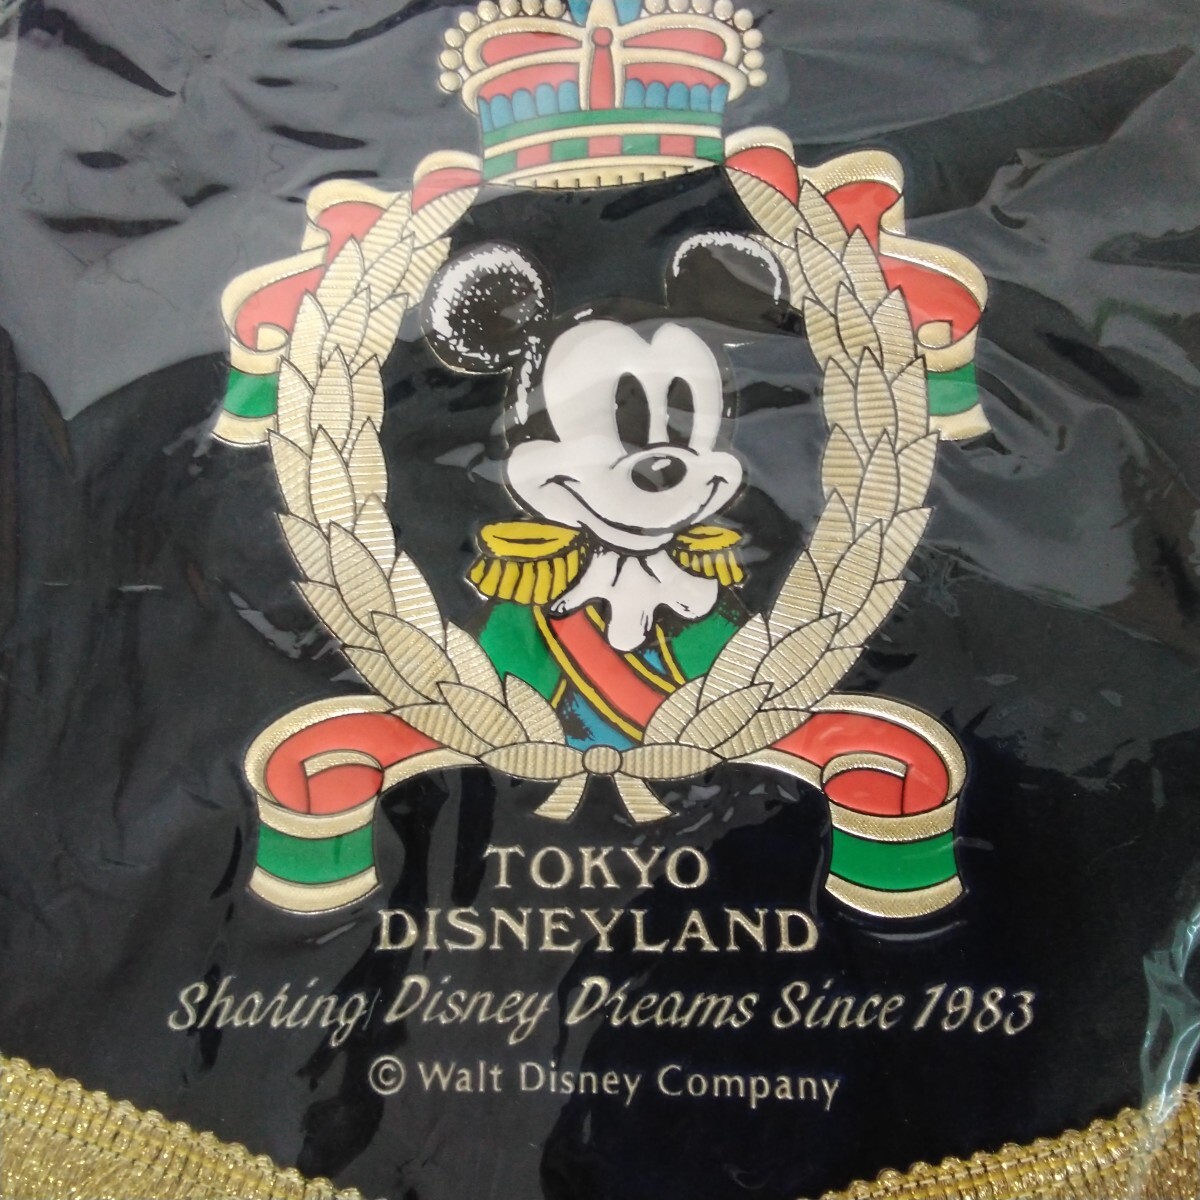 TOKYO
DISNEYLAND
Sharing Disney Dreams Since 1983
© Walt Disney Company